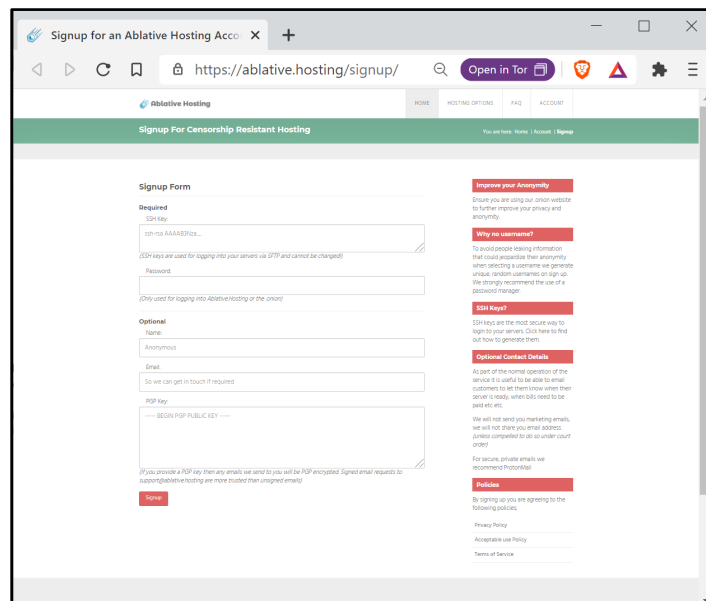 Signup for an Ablative Hosting Acco
https://ablative.hosting/signup/
Open in Tor
Ablative Hosting
HOME
HOSTING OPTIONS
FAQ
ACCOUNT
Signup For Censorship Resistant Hosting
You are here: Home | Account | Signup
Signup Form
Required
SSH Key:
ssh-rsa AAAAB3Nza...
(SSH keys are used for logging into your servers via SFTP and cannot be changed!)
Password:
(Only used for logging into Ablative.Hosting or the .onion)
Optional
Name:
Anonymous
Email:
So we can get in touch if required
PGP Key:
----- BEGIN PGP PUBLIC KEY -----
(If you provide a PGP key then any emails we send to you will be PGP encrypted. Signed email requests to
support@ablative.hosting are more trusted than unsigned emails)
Signup
Improve your Anonymity
Ensure you are using our .onion website
to further improve your privacy and
anonymity.
Why no username?
To avoid people leaking information
that could jeopardize their anonymity
when selecting a username we generate
unique, random usernames on sign up.
We strongly recommend the use of a
password manager
SSH Keys?
SSH keys are the most secure way to
login to your servers. Click here to find
out how to generate them.
Optional Contact Details
As part of the normal operation of the
service it is useful to be able to email
customers to let them know when their
server is ready, when bills need to be
paid etc etc.
We will not send you marketing emails,
we will not share you email address
(unless compelled to do so under court
order)
For secure, private emails we
recommend ProtonMail
Policies
By signing up you are agreeing to the
following policies;
Privacy Policy
Acceptable use Policy
Terms of Service